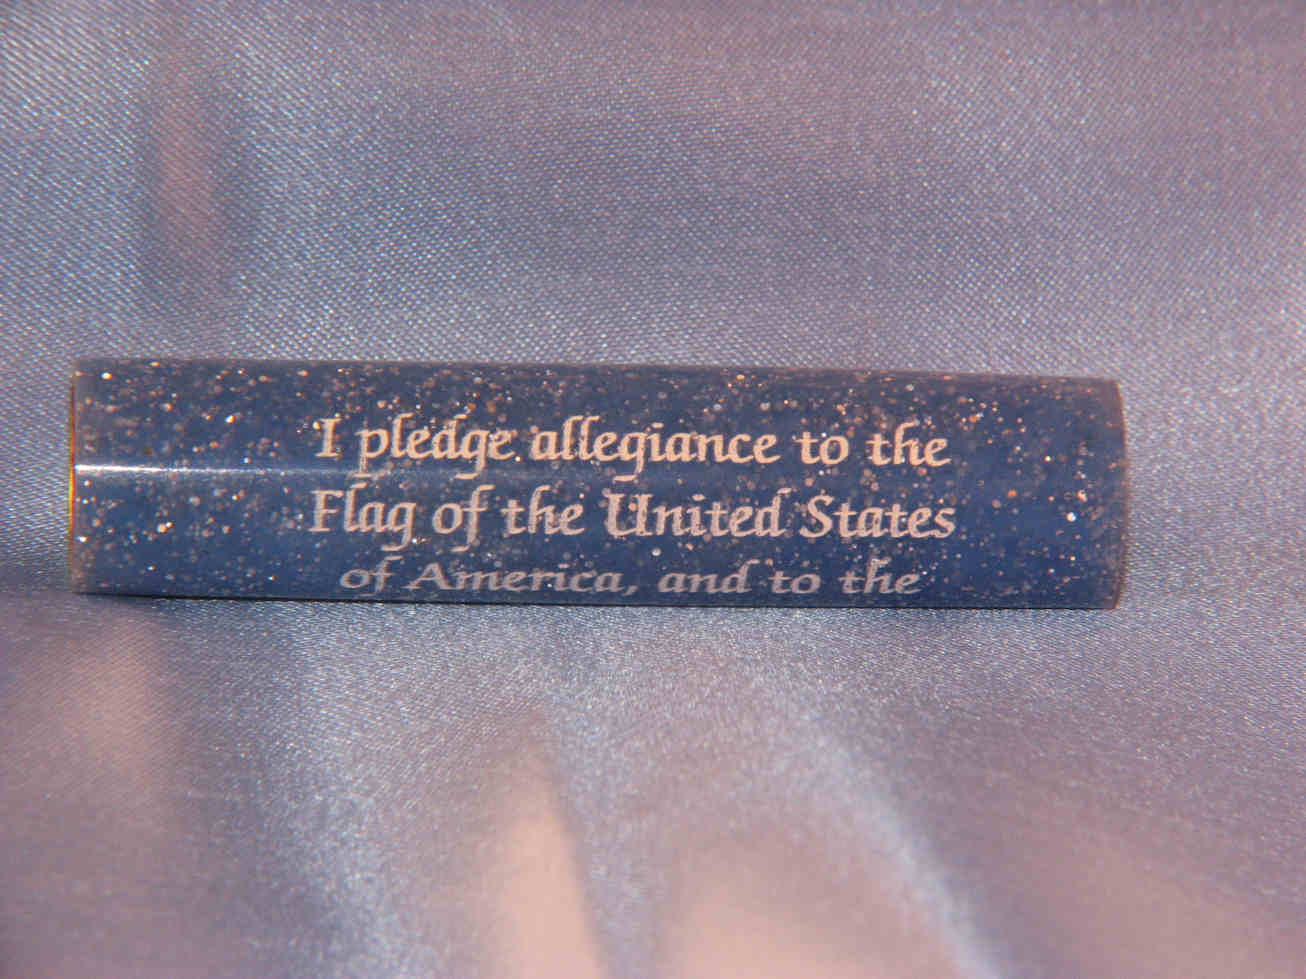 I pledge allegiance to the
Flag of the United States
of America, and to the